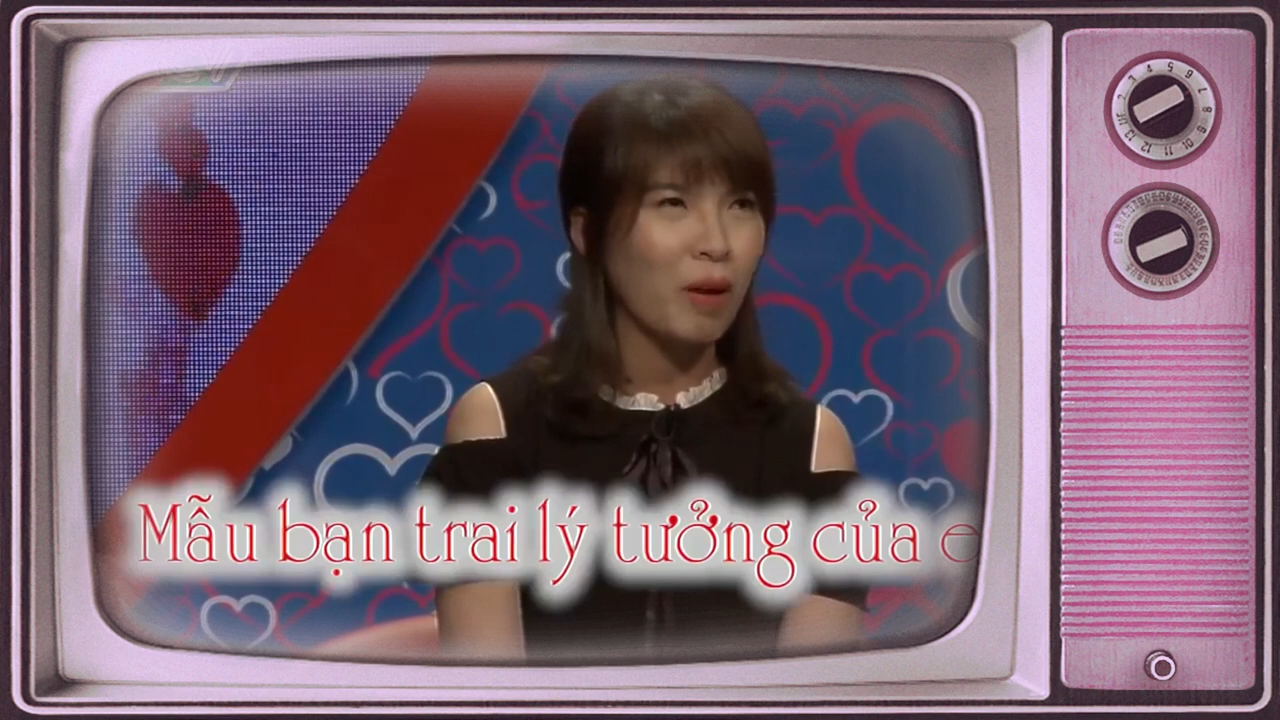 Mẫu bạn trai lý tưởng của e